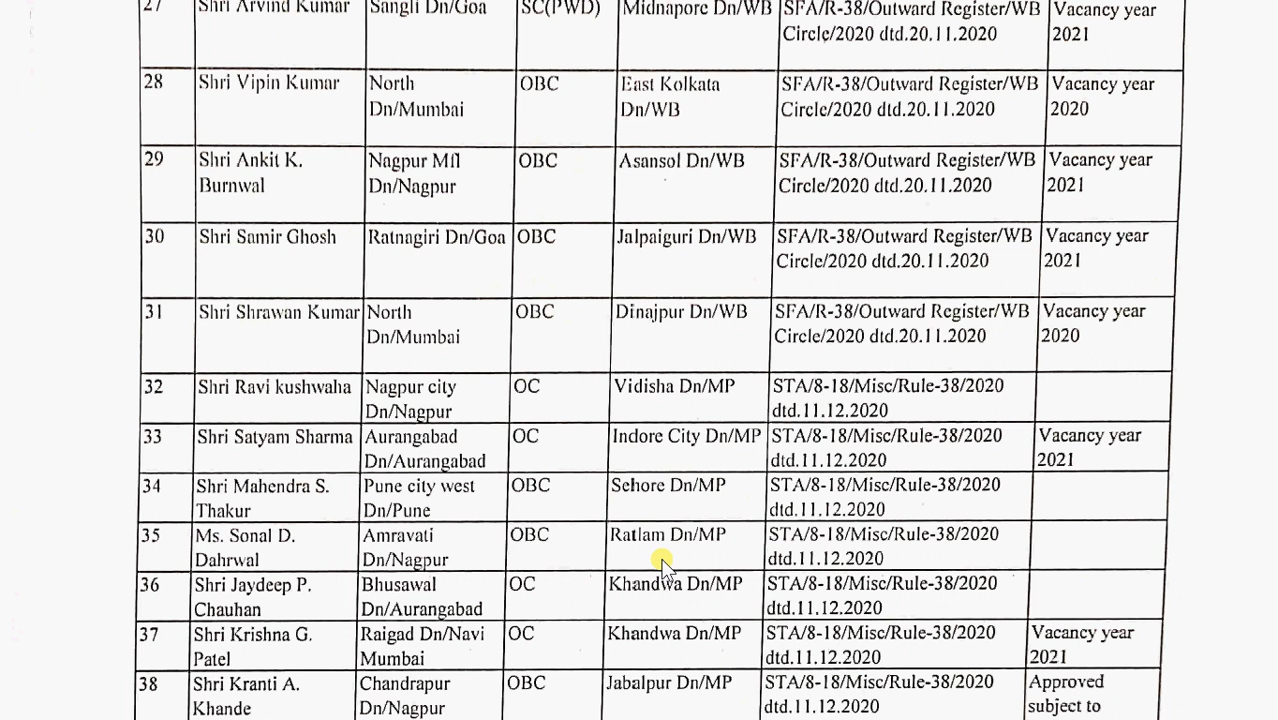 27 Shri Arvind Kumar Sangli Dn/Goa SC(PWD) Midnapore Dn/WB SFA/R-38/Outward Register/WB Vacancy year
Circle/2020 dtd.20.11.2020 2021
28 Shri Vipin Kumar North OBC East Kolkata SFA/R-38/Outward Register/WB Vacancy year
Dn/Mumbai Dn/WB Circle/2020 dtd.20.11.2020 2020
29 Shri Ankit K. Nagpur Mfl OBC Asansol Dn/WB SFA/R-38/Outward Register/WB Vacancy year
Burnwal Dn/Nagpur Circle/2020 dtd.20.11.2020 2021
30 Shri Samir Ghosh Ratnagiri Dn/Goa OBC Jalpaiguri Dn/WB SFA/R-38/Outward Register/WB Vacancy year
Circle/2020 dtd.20.11.2020 2021
31 Shri Shrawan Kumar North OBC Dinajpur Dn/WB SFA/R-38/Outward Register/WB Vacancy year
Dn/Mumbai Circle/2020 dtd.20.11.2020 2020
32 Shri Ravi kushwaha Nagpur city OC Vidisha Dn/MP STA/8-18/Misc/Rule-38/2020
Dn/Nagpur dtd.11.12.2020
33 Shri Satyam Sharma Aurangabad OC Indore City Dn/MP STA/8-18/Misc/Rule-38/2020 Vacancy year
Dn/Aurangabad dtd.11.12.2020 2021
34 Shri Mahendra S. Pune city west OBC Sehore Dn/MP STA/8-18/Misc/Rule-38/2020
Thakur Dn/Pune dtd.11.12.2020
35 Ms. Sonal D. Amravati OBC Ratlam Dn/MP STA/8-18/Misc/Rule-38/2020
Dahrwal Dn/Nagpur dtd.11.12.2020
36 Shri Jaydeep P. Bhusawal OC Khandwa Dn/MP STA/8-18/Misc/Rule-38/2020
Chauhan Dn/Aurangabad dtd.11.12.2020
37 Shri Krishna G. Raigad Dn/Navi OC Khandwa Dn/MP STA/8-18/Misc/Rule-38/2020 Vacancy year
Patel Mumbai dtd.11.12.2020 2021
38 Shri Kranti A. Chandrapur OBC Jabalpur Dn/MP STA/8-18/Misc/Rule-38/2020 Approved
Khande Dn/Nagpur dtd.11.12.2020 subject to